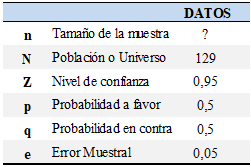 DATOS
n Tamaño de la muestra ?
N Población o Universo 129
Z Nivel de confianza 0,95
p Probabilidad a favor 0,5
q Probabilidad en contra 0,5
e Error Muestral 0,05